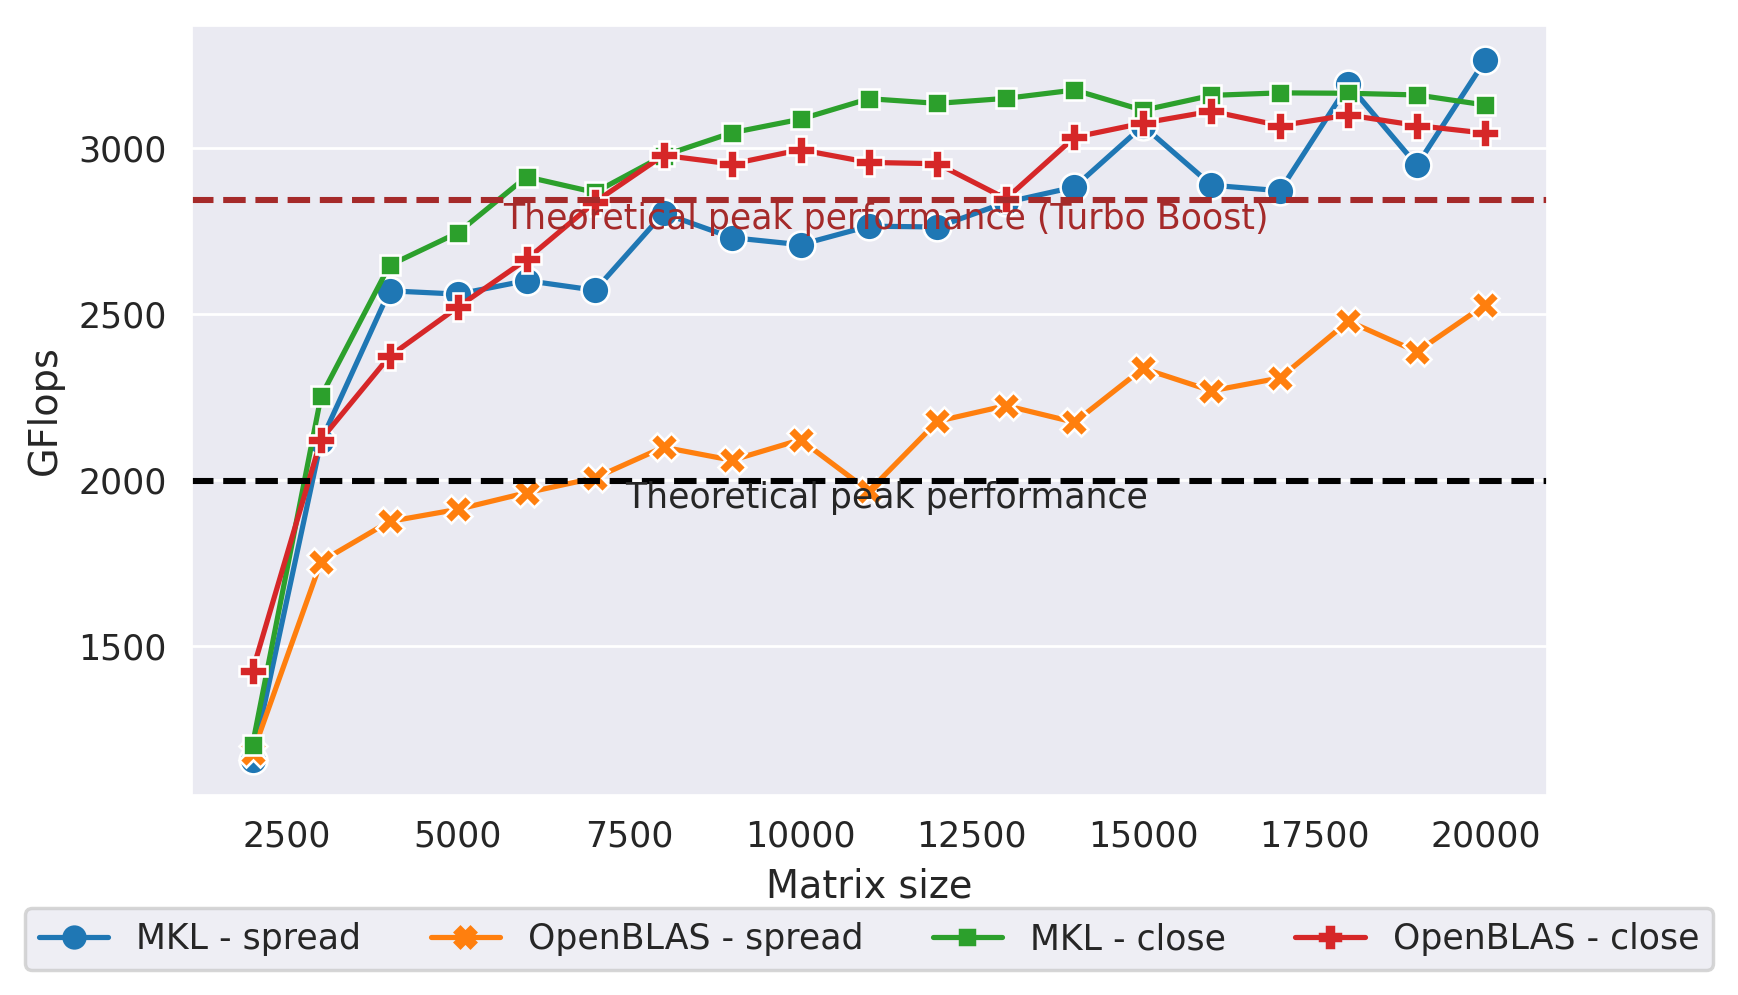 3000
2500
2000
1500
GFlops
Theoretical peak performance (Turbo Boost)
Theoretical peak performance
2500 5000 7500 10000 12500 15000 17500 20000
Matrix size
MKL - spread OpenBLAS - spread MKL - close OpenBLAS - close